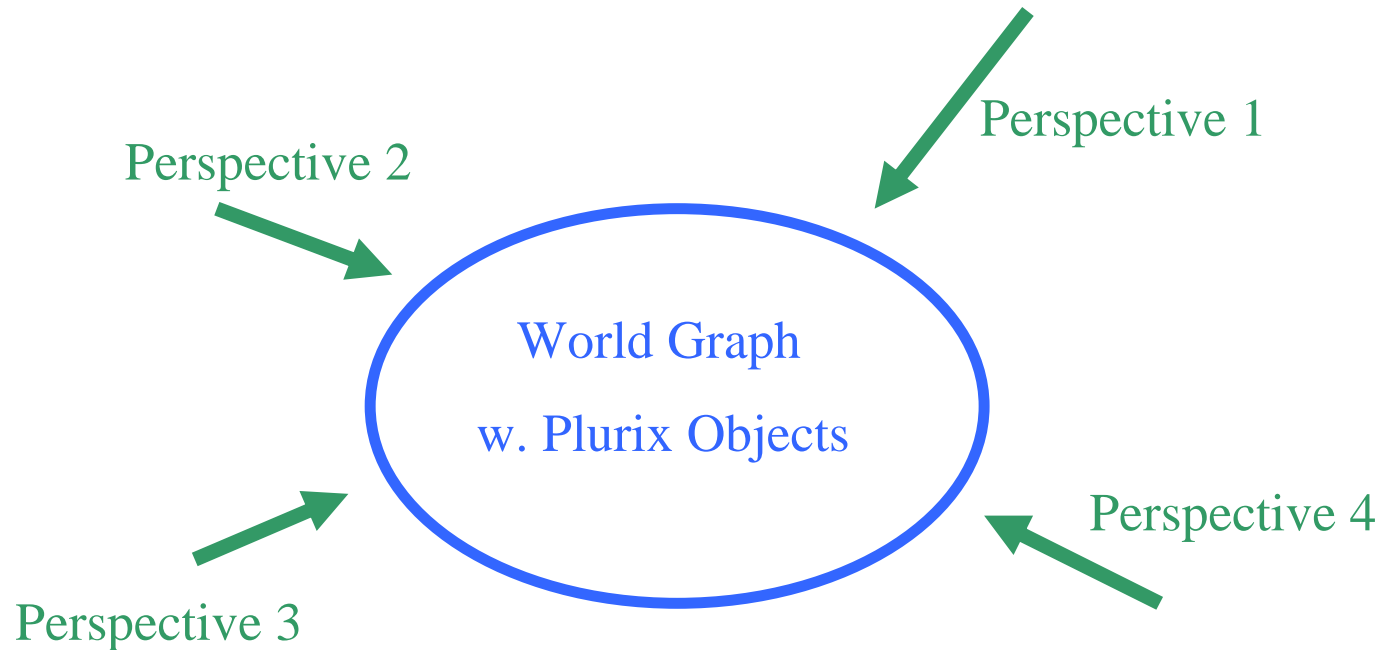 Perspective 1
Perspective 2
World Graph
w. Plurix Objects
Perspective 4
Perspective 3